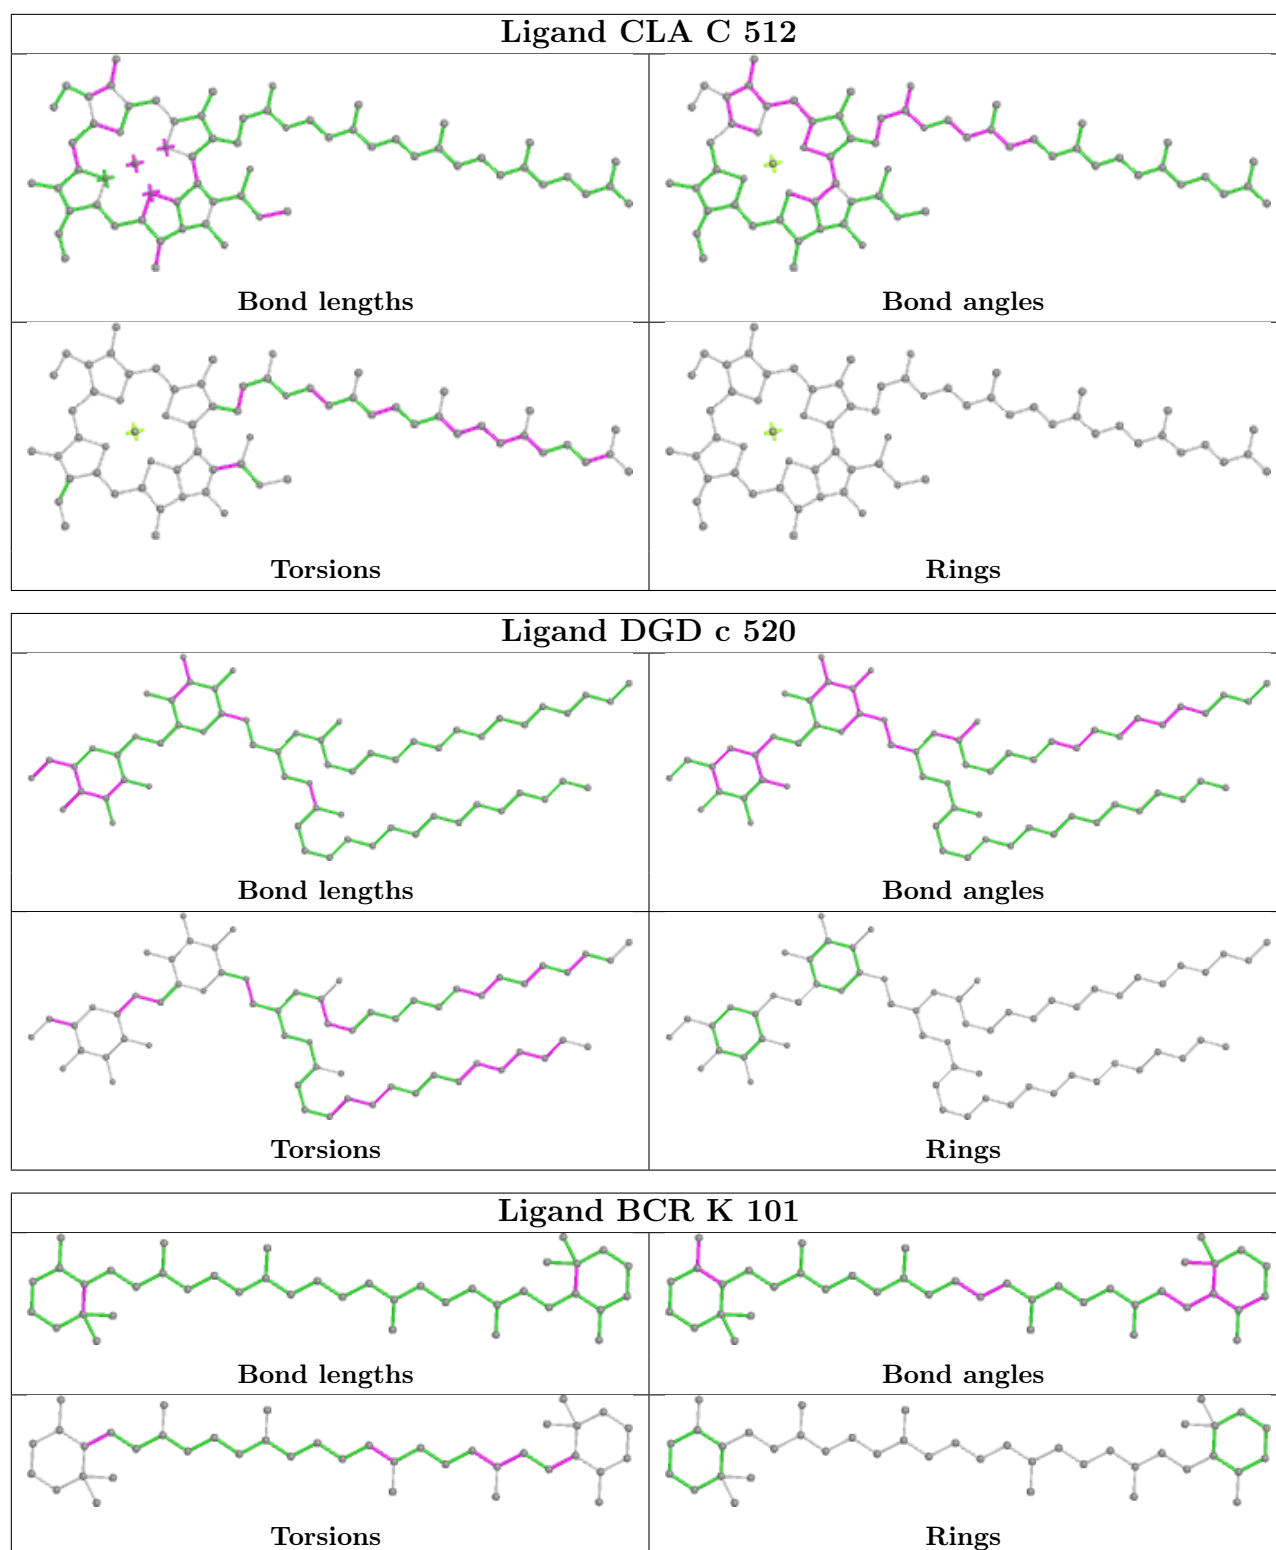 Ligand CLA C 512
Bond lengths Bond angles
Torsions Rings
Ligand DGD c 520
Bond lengths Bond angles
Torsions Rings
Ligand BCR K 101
Bond lengths Bond angles
Torsions Rings